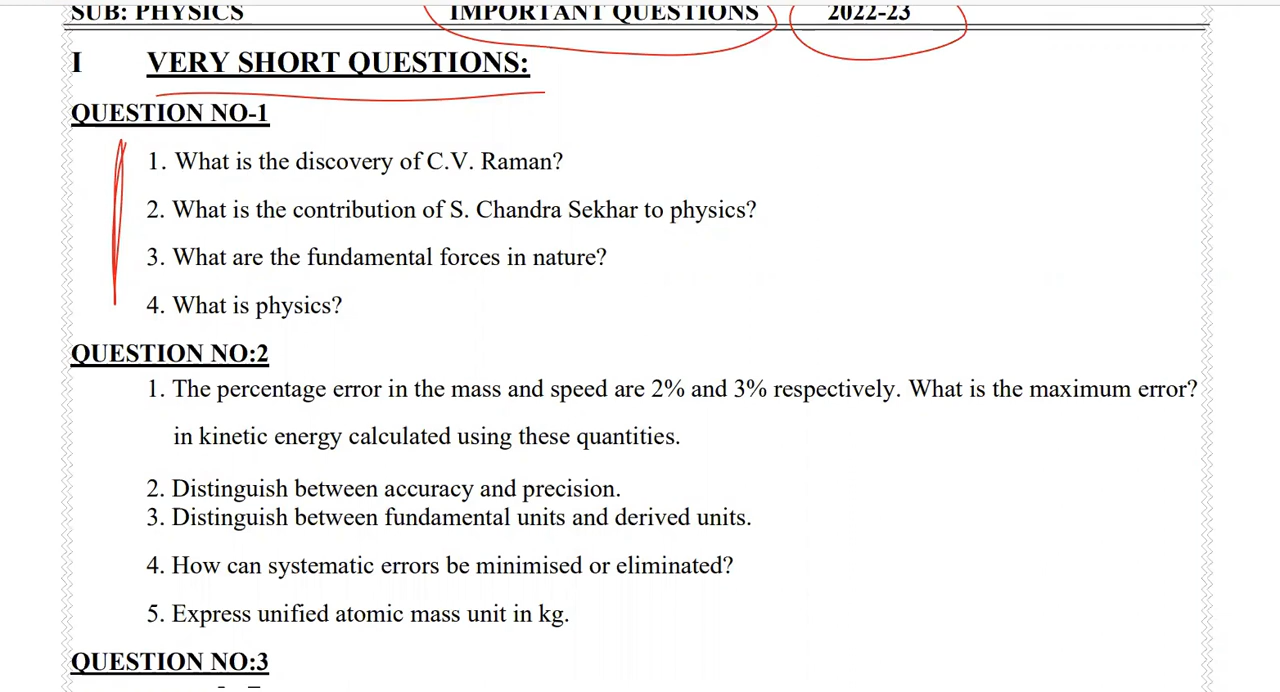 SUB: PHYSICS IMPORTANT QUESTIONS 2022-23
I VERY SHORT QUESTIONS:
QUESTION NO-1
1. What is the discovery of C.V. Raman?
2. What is the contribution of S. Chandra Sekhar to physics?
3. What are the fundamental forces in nature?
4. What is physics?
QUESTION NO:2
1. The percentage error in the mass and speed are 2% and 3% respectively. What is the maximum error?
in kinetic energy calculated using these quantities.
2. Distinguish between accuracy and precision.
3. Distinguish between fundamental units and derived units.
4. How can systematic errors be minimised or eliminated?
5. Express unified atomic mass unit in kg.
QUESTION NO:3